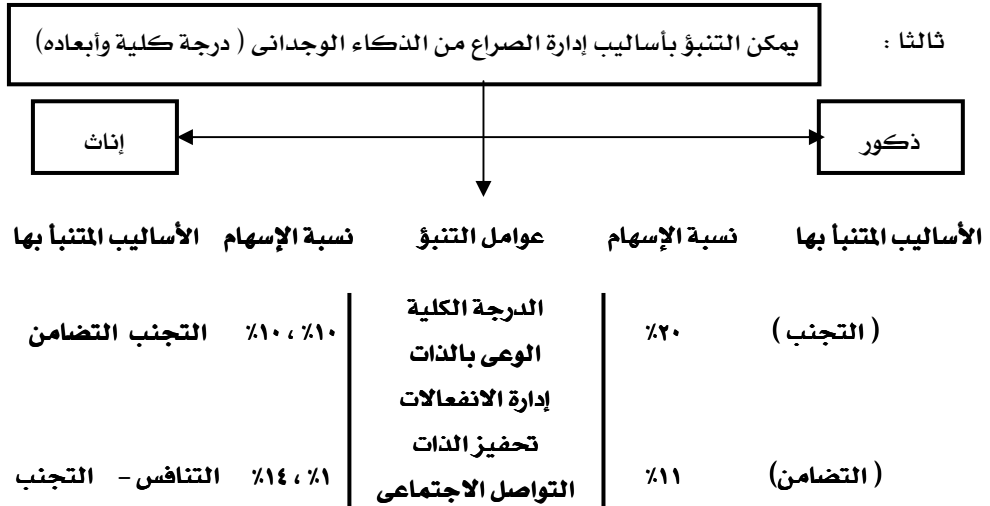 ثالثا : يمكن التنبؤ بأساليب إدارة الصراع من الذكاء الوجدانى ( درجة كلية وأبعاده)
ذكور إناث
الأساليب المتنبأ بها نسبة الإسهام عوامل التنبؤ نسبة الإسهام الأساليب المتنبأ بها
الدرجة الكلية
( التجنب ) ٢٠٪ ١٠٪ ، ١٠٪ التجنب التضامن
الوعى بالذات
إدارة الانفعالات
تحفيز الذات
( التضامن) ١١٪ التواصل الاجتماعى ١٪ ، ١٤٪ التنافس - التجنب